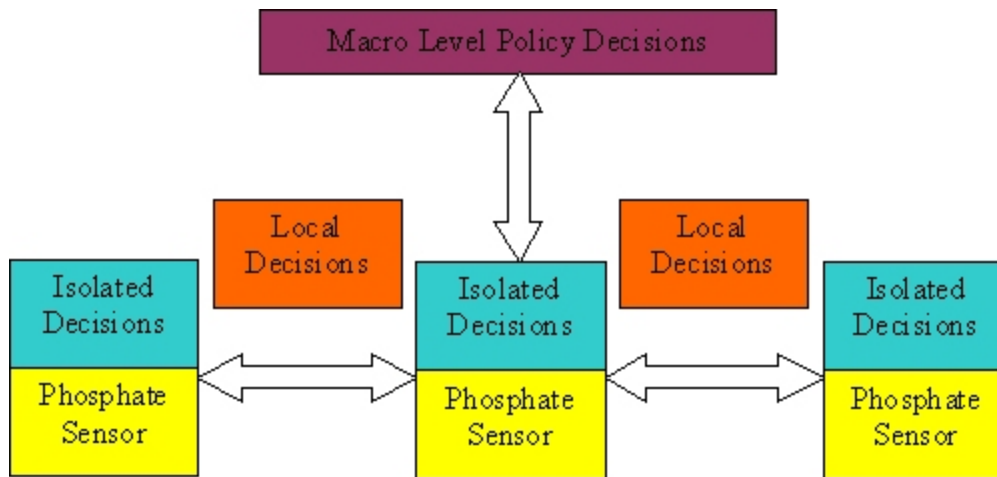 Macro Level Policy Decisions
Local
Decisions
Local
Decisions
Isolated
Decisions
Isolated
Decisions
Isolated
Decisions
Phosphate
Sensor
Phosphate
Sensor
Phosphate
Sensor